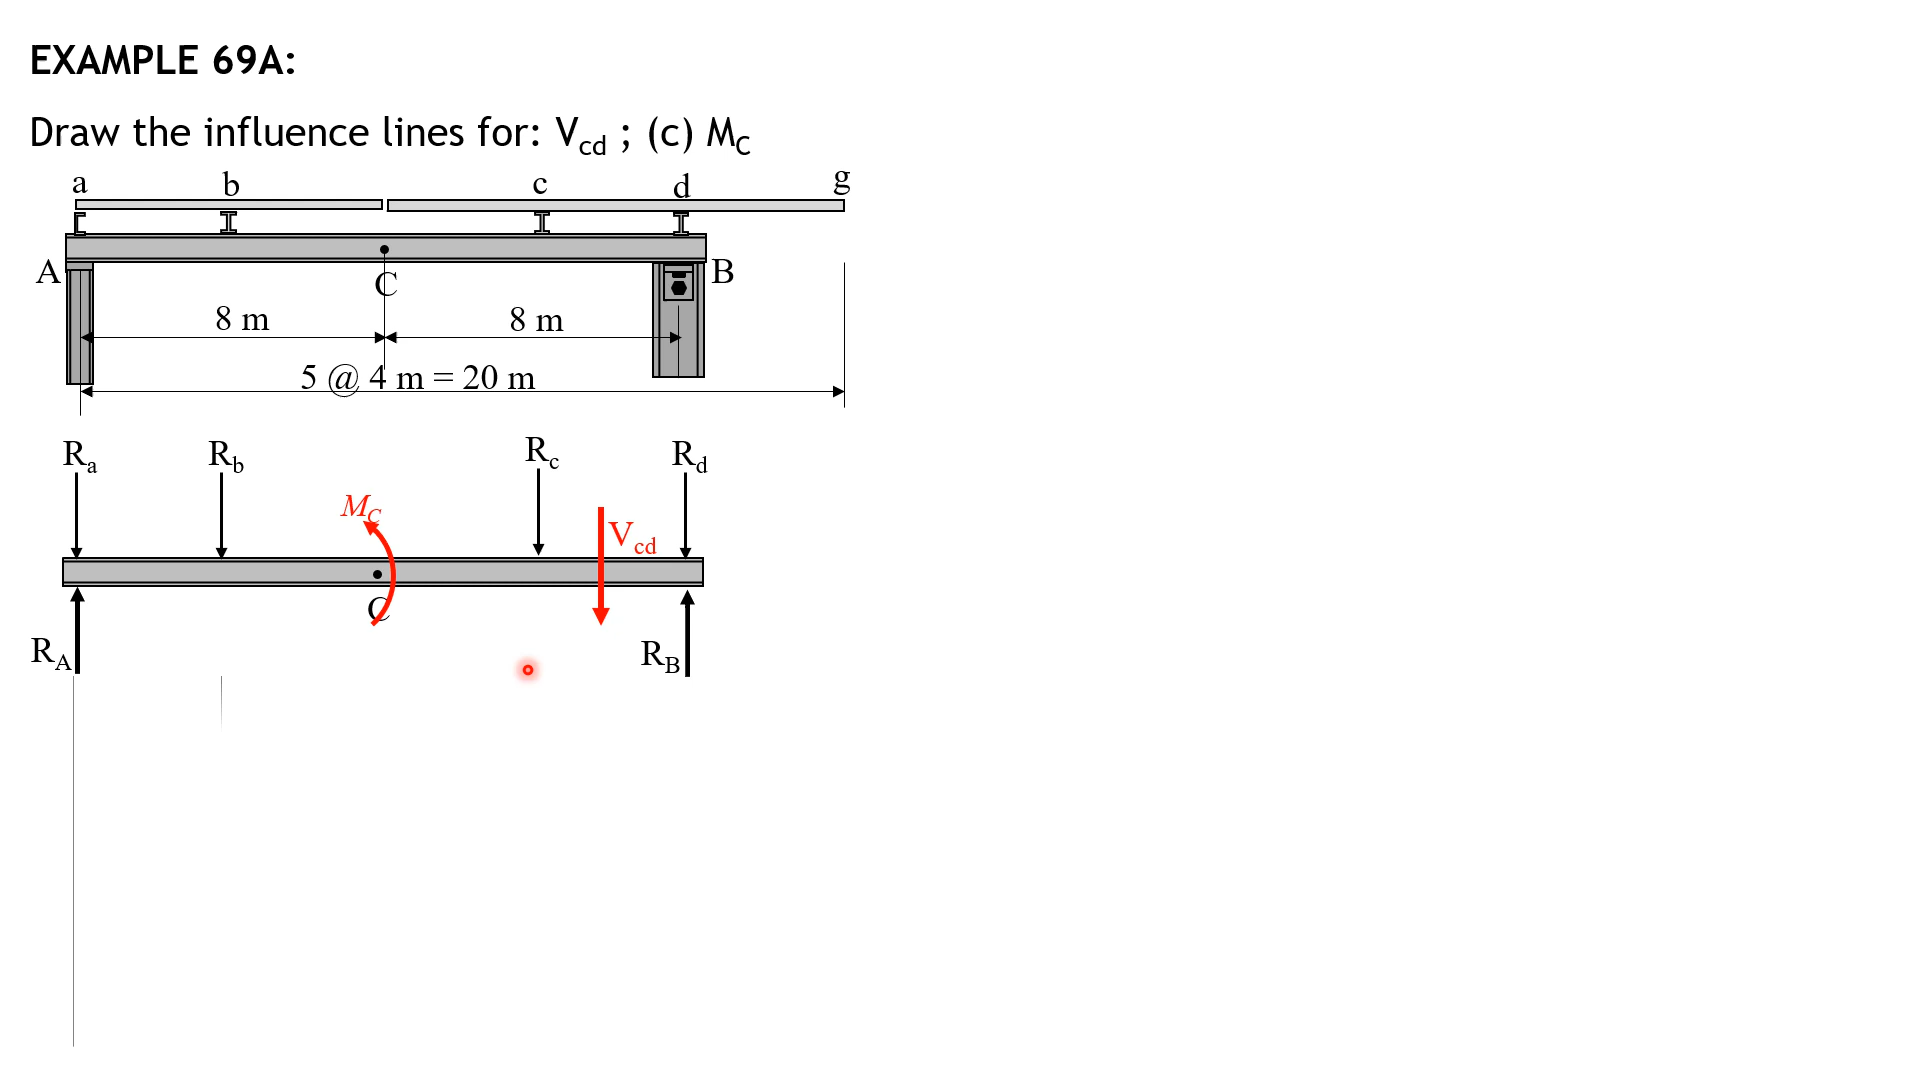 EXAMPLE 69A:
Draw the influence lines for: Vcd ; (c) MC
a b c d g
A C B
8 m 8 m
5 @ 4 m = 20 m
Ra Rb Rc Rd
MC
Vcd
C
RA RB